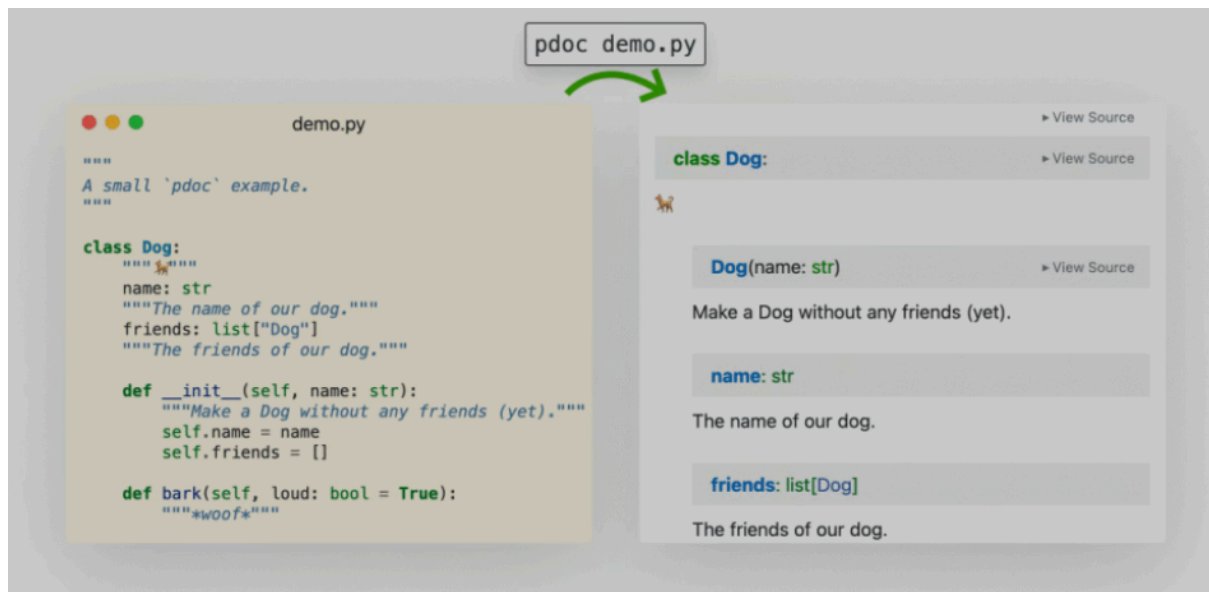 pdoc demo.py
demo.py
"""
A small `pdoc` example.
"""
class Dog:
    """🐕"""
    name: str
    """The name of our dog."""
    friends: list["Dog"]
    """The friends of our dog."""
    def __init__(self, name: str):
        """Make a Dog without any friends (yet)."""
        self.name = name
        self.friends = []
    def bark(self, loud: bool = True):
        """*woof*"""
▸ View Source
class Dog: ▸ View Source
🐕
Dog(name: str) ▸ View Source
Make a Dog without any friends (yet).
name: str
The name of our dog.
friends: list[Dog]
The friends of our dog.